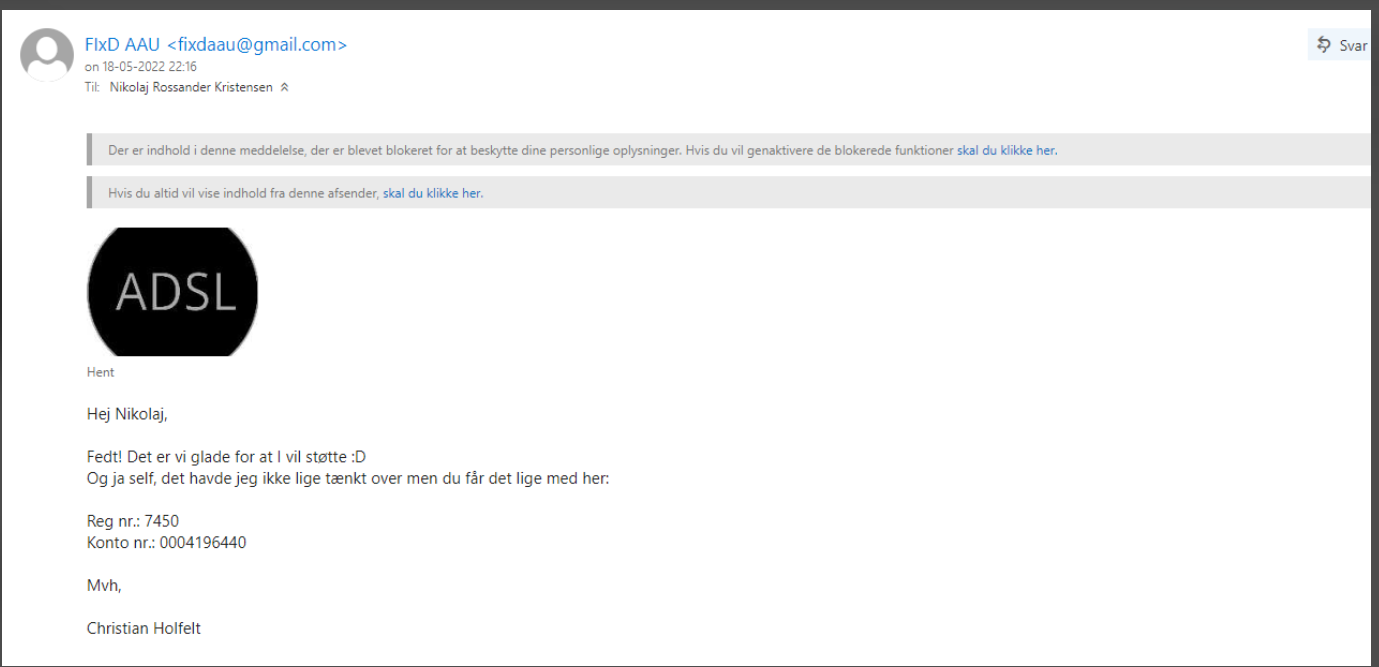 FIxD AAU <fixdaau@gmail.com>
Svar
on 18-05-2022 22:16
Til: Nikolaj Rossander Kristensen
Der er indhold i denne meddelelse, der er blevet blokeret for at beskytte dine personlige oplysninger. Hvis du vil genaktivere de blokerede funktioner skal du klikke her.
Hvis du altid vil vise indhold fra denne afsender, skal du klikke her.
ADSL
Hent
Hej Nikolaj,
Fedt! Det er vi glade for at I vil støtte :D
Og ja self, det havde jeg ikke lige tænkt over men du får det lige med her:
Reg nr.: 7450
Konto nr.: 0004196440
Mvh,
Christian Holfelt